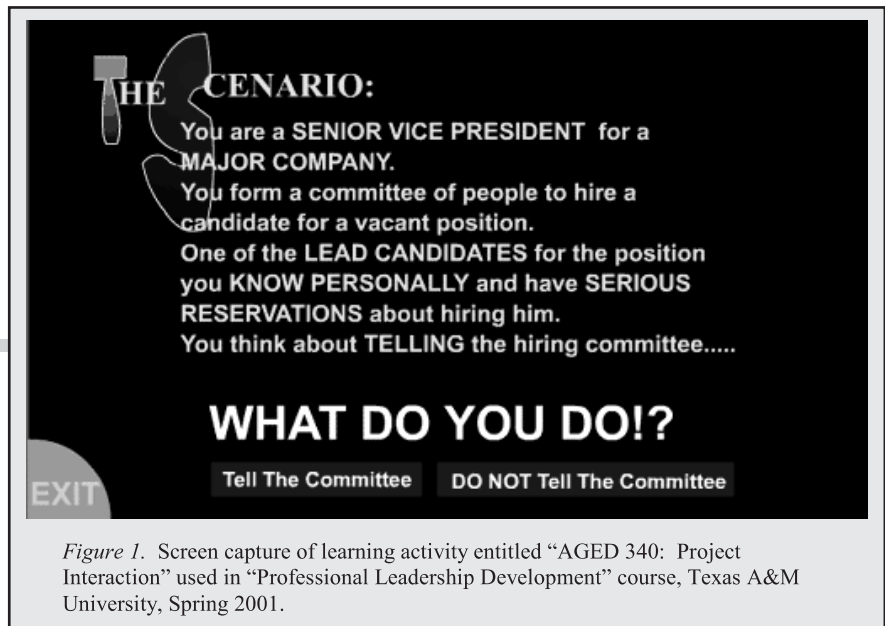 THE SCENARIO:
You are a SENIOR VICE PRESIDENT for a
MAJOR COMPANY.
You form a committee of people to hire a
candidate for a vacant position.
One of the LEAD CANDIDATES for the position
you KNOW PERSONALLY and have SERIOUS
RESERVATIONS about hiring him.
You think about TELLING the hiring committee.....
WHAT DO YOU DO!?
Tell The Committee DO NOT Tell The Committee
EXIT
Figure 1. Screen capture of learning activity entitled “AGED 340: Project
Interaction” used in “Professional Leadership Development” course, Texas A&M
University, Spring 2001.